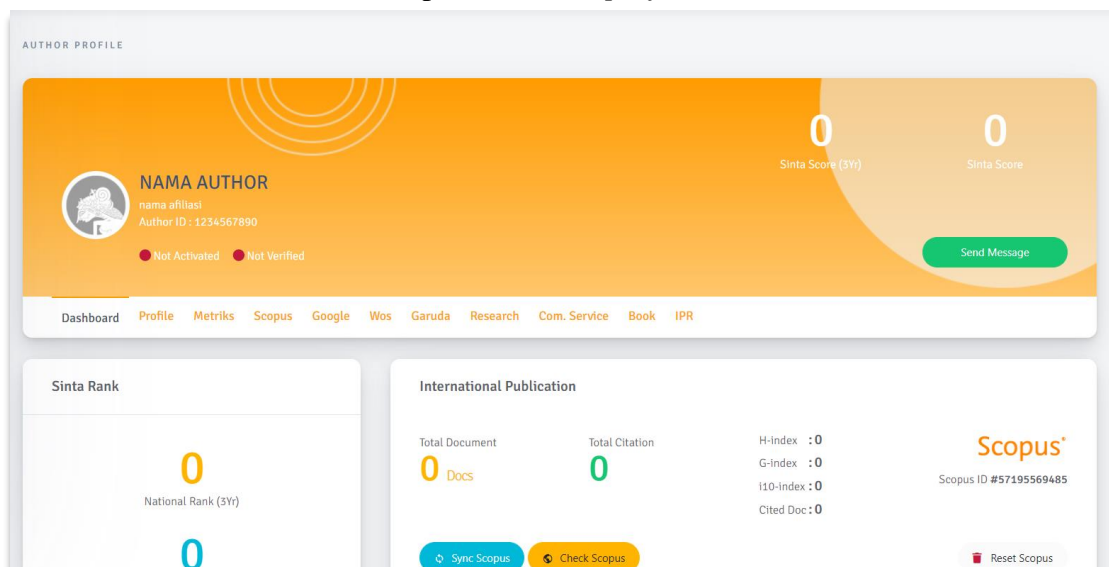 AUTHOR PROFILE
0
Sinta Score (3Yr)
0
Sinta Score
NAMA AUTHOR
nama afiliasi
Author ID : 1234567890
Not Activated Not Verified
Send Message
Dashboard Profile Metriks Scopus Google Wos Garuda Research Com. Service Book IPR
Sinta Rank
0
National Rank (3Yr)
0
International Publication
Total Document
0 Docs
Total Citation
0
H-index : 0
G-index : 0
i10-index : 0
Cited Doc : 0
Scopus
Scopus ID #57195569485
Sync Scopus Check Scopus Reset Scopus